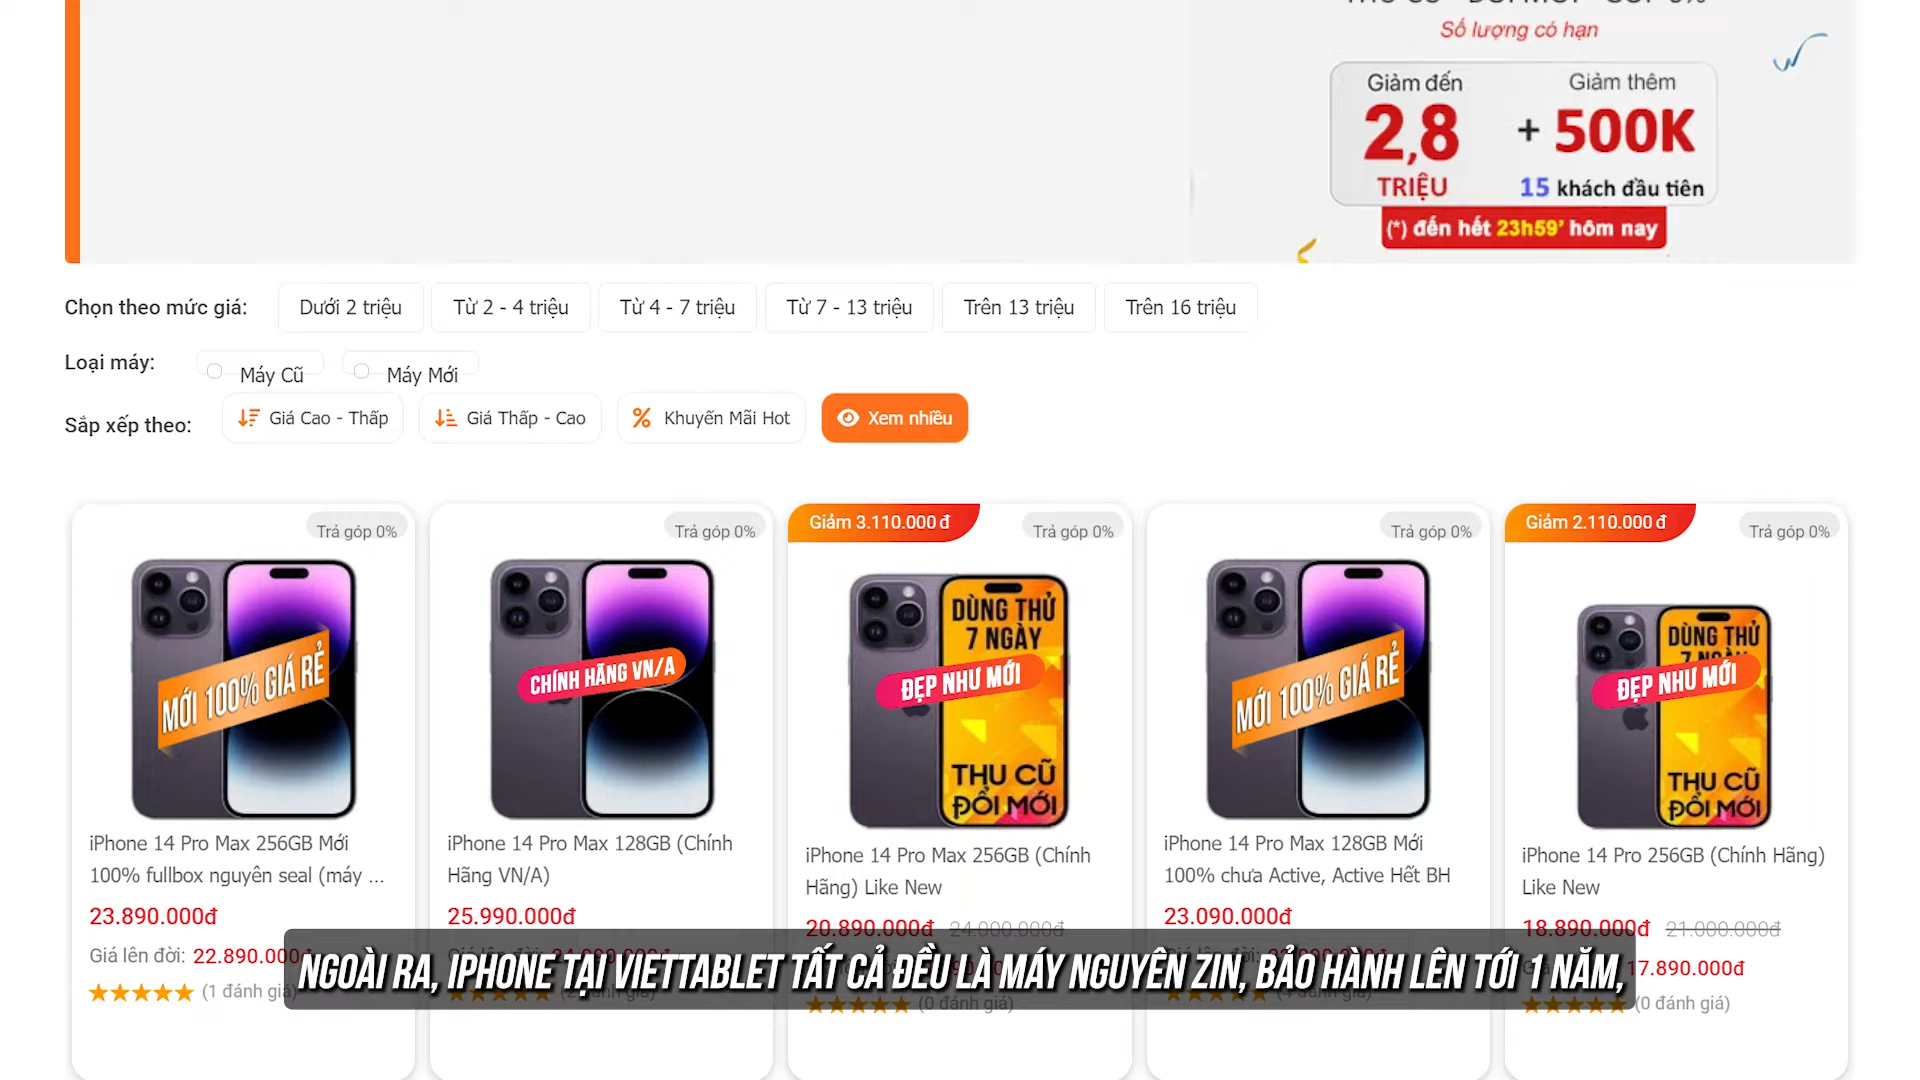 Số lượng có hạn
Giảm đến
Giảm thêm
2,8
+ 500K
TRIỆU
15 khách đầu tiên
(*) đến hết 23h59' hôm nay
Chọn theo mức giá:
Dưới 2 triệu
Từ 2 - 4 triệu
Từ 4 - 7 triệu
Từ 7 - 13 triệu
Trên 13 triệu
Trên 16 triệu
Loại máy:
Máy Cũ
Máy Mới
Sắp xếp theo:
Giá Cao - Thấp
Giá Thấp - Cao
Khuyến Mãi Hot
Xem nhiều
Trả góp 0%
MỚI 100% GIÁ RẺ
iPhone 14 Pro Max 256GB Mới
100% fullbox nguyên seal (máy ...
23.890.000đ
Giá lên đời: 22.890.000đ
(1 đánh giá)
Trả góp 0%
CHÍNH HÃNG VN/A
iPhone 14 Pro Max 128GB (Chính
Hãng VN/A)
25.990.000đ
Giảm 3.110.000 đ
Trả góp 0%
DÙNG THỬ
7 NGÀY
ĐẸP NHƯ MỚI
THU CŨ
ĐỔI MỚI
iPhone 14 Pro Max 256GB (Chính
Hãng) Like New
20.890.000đ 24.000.000đ
(0 đánh giá)
Trả góp 0%
MỚI 100% GIÁ RẺ
iPhone 14 Pro Max 128GB Mới
100% chưa Active, Active Hết BH
23.090.000đ
Giảm 2.110.000 đ
Trả góp 0%
DÙNG THỬ
7 NGÀY
ĐẸP NHƯ MỚI
THU CŨ
ĐỔI MỚI
iPhone 14 Pro 256GB (Chính Hãng)
Like New
18.890.000đ 21.000.000đ
17.890.000đ
(0 đánh giá)
NGOÀI RA, IPHONE TẠI VIETTABLET TẤT CẢ ĐỀU LÀ MÁY NGUYÊN ZIN, BẢO HÀNH LÊN TỚI 1 NĂM,